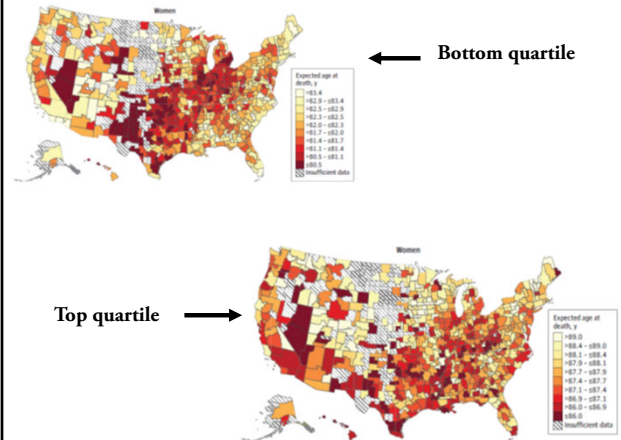 Women
Bottom quartile
Expected age at
death, y
>83.4
>82.9 – ≤83.4
>82.5 – ≤82.9
>82.3 – ≤82.5
>82.0 – ≤82.3
>81.7 – ≤82.0
>81.4 – ≤81.7
>81.1 – ≤81.4
>80.5 – ≤81.1
≤80.5
Insufficient data
Women
Top quartile
Expected age at
death, y
>89.0
>88.4 – ≤89.0
>88.1 – ≤88.4
>87.9 – ≤88.1
>87.7 – ≤87.9
>87.4 – ≤87.7
>87.1 – ≤87.4
>86.9 – ≤87.1
>86.0 – ≤86.9
≤86.0
Insufficient data